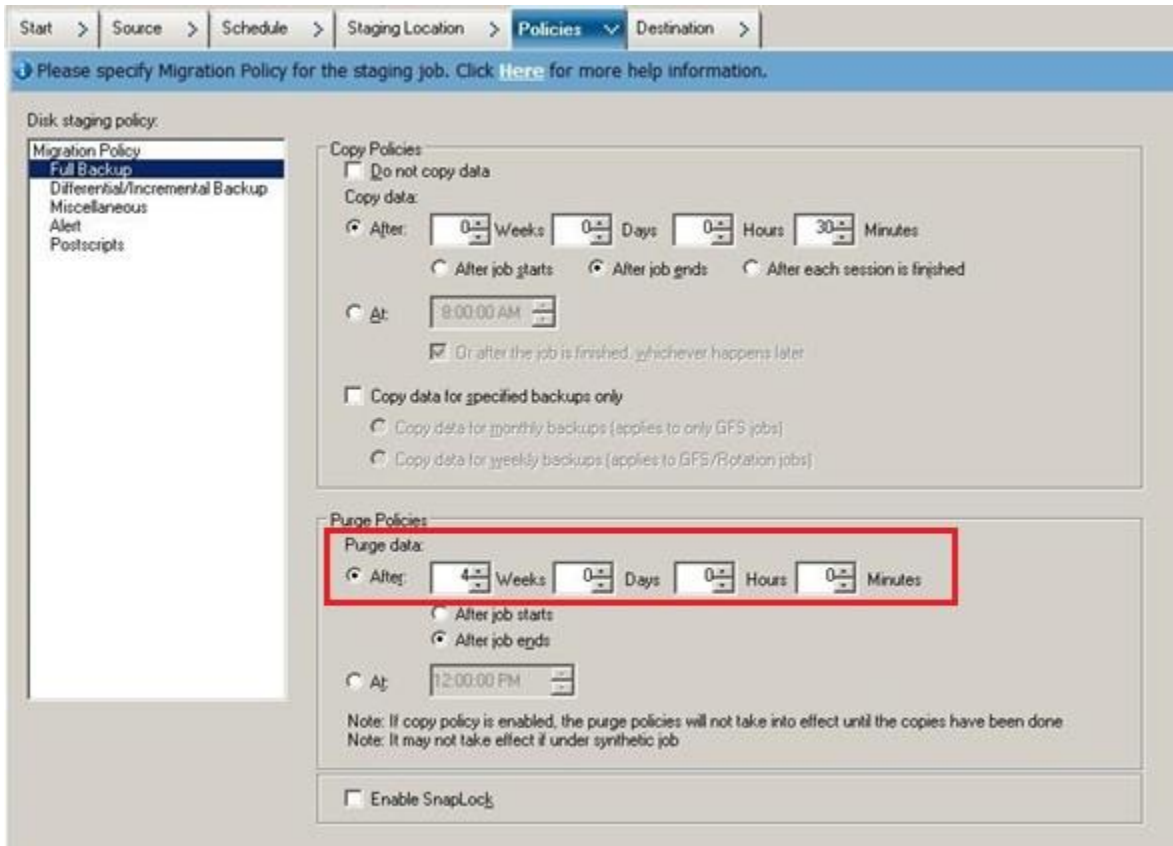 Start > Source > Schedule > Staging Location > Policies Destination >
Please specify Migration Policy for the staging job. Click Here for more help information.
Disk staging policy:
Migration Policy
Full Backup
Differential/Incremental Backup
Miscellaneous
Alert
Postscripts
Copy Policies
Do not copy data
Copy data:
After: 0 Weeks 0 Days 0 Hours 30 Minutes
After job starts After job ends After each session is finished
At: 8:00:00 AM
Or after the job is finished, whichever happens later
Copy data for specified backups only
Copy data for monthly backups (applies to only GFS jobs)
Copy data for weekly backups (applies to GFS/Rotation jobs)
Purge Policies
Purge data:
After: 4 Weeks 0 Days 0 Hours 0 Minutes
After job starts
After job ends
At: 12:00:00 PM
Note: If copy policy is enabled, the purge policies will not take into effect until the copies have been done
Note: It may not take effect if under synthetic job
Enable SnapLock